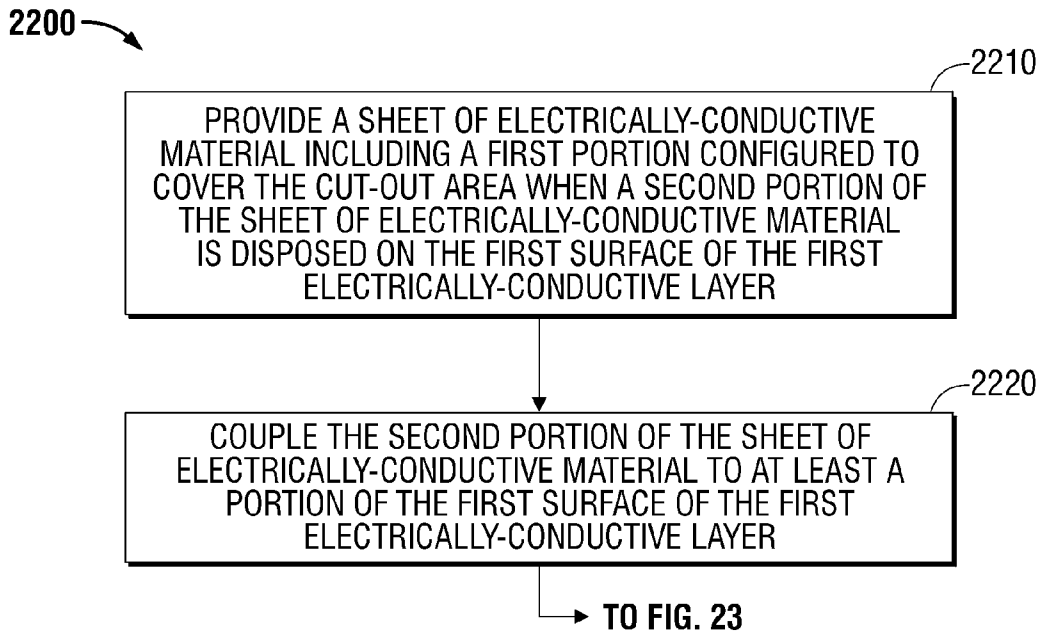 2200
2210
PROVIDE A SHEET OF ELECTRICALLY-CONDUCTIVE
MATERIAL INCLUDING A FIRST PORTION CONFIGURED TO
COVER THE CUT-OUT AREA WHEN A SECOND PORTION OF
THE SHEET OF ELECTRICALLY-CONDUCTIVE MATERIAL
IS DISPOSED ON THE FIRST SURFACE OF THE FIRST
ELECTRICALLY-CONDUCTIVE LAYER
2220
COUPLE THE SECOND PORTION OF THE SHEET OF
ELECTRICALLY-CONDUCTIVE MATERIAL TO AT LEAST A
PORTION OF THE FIRST SURFACE OF THE FIRST
ELECTRICALLY-CONDUCTIVE LAYER
TO FIG. 23